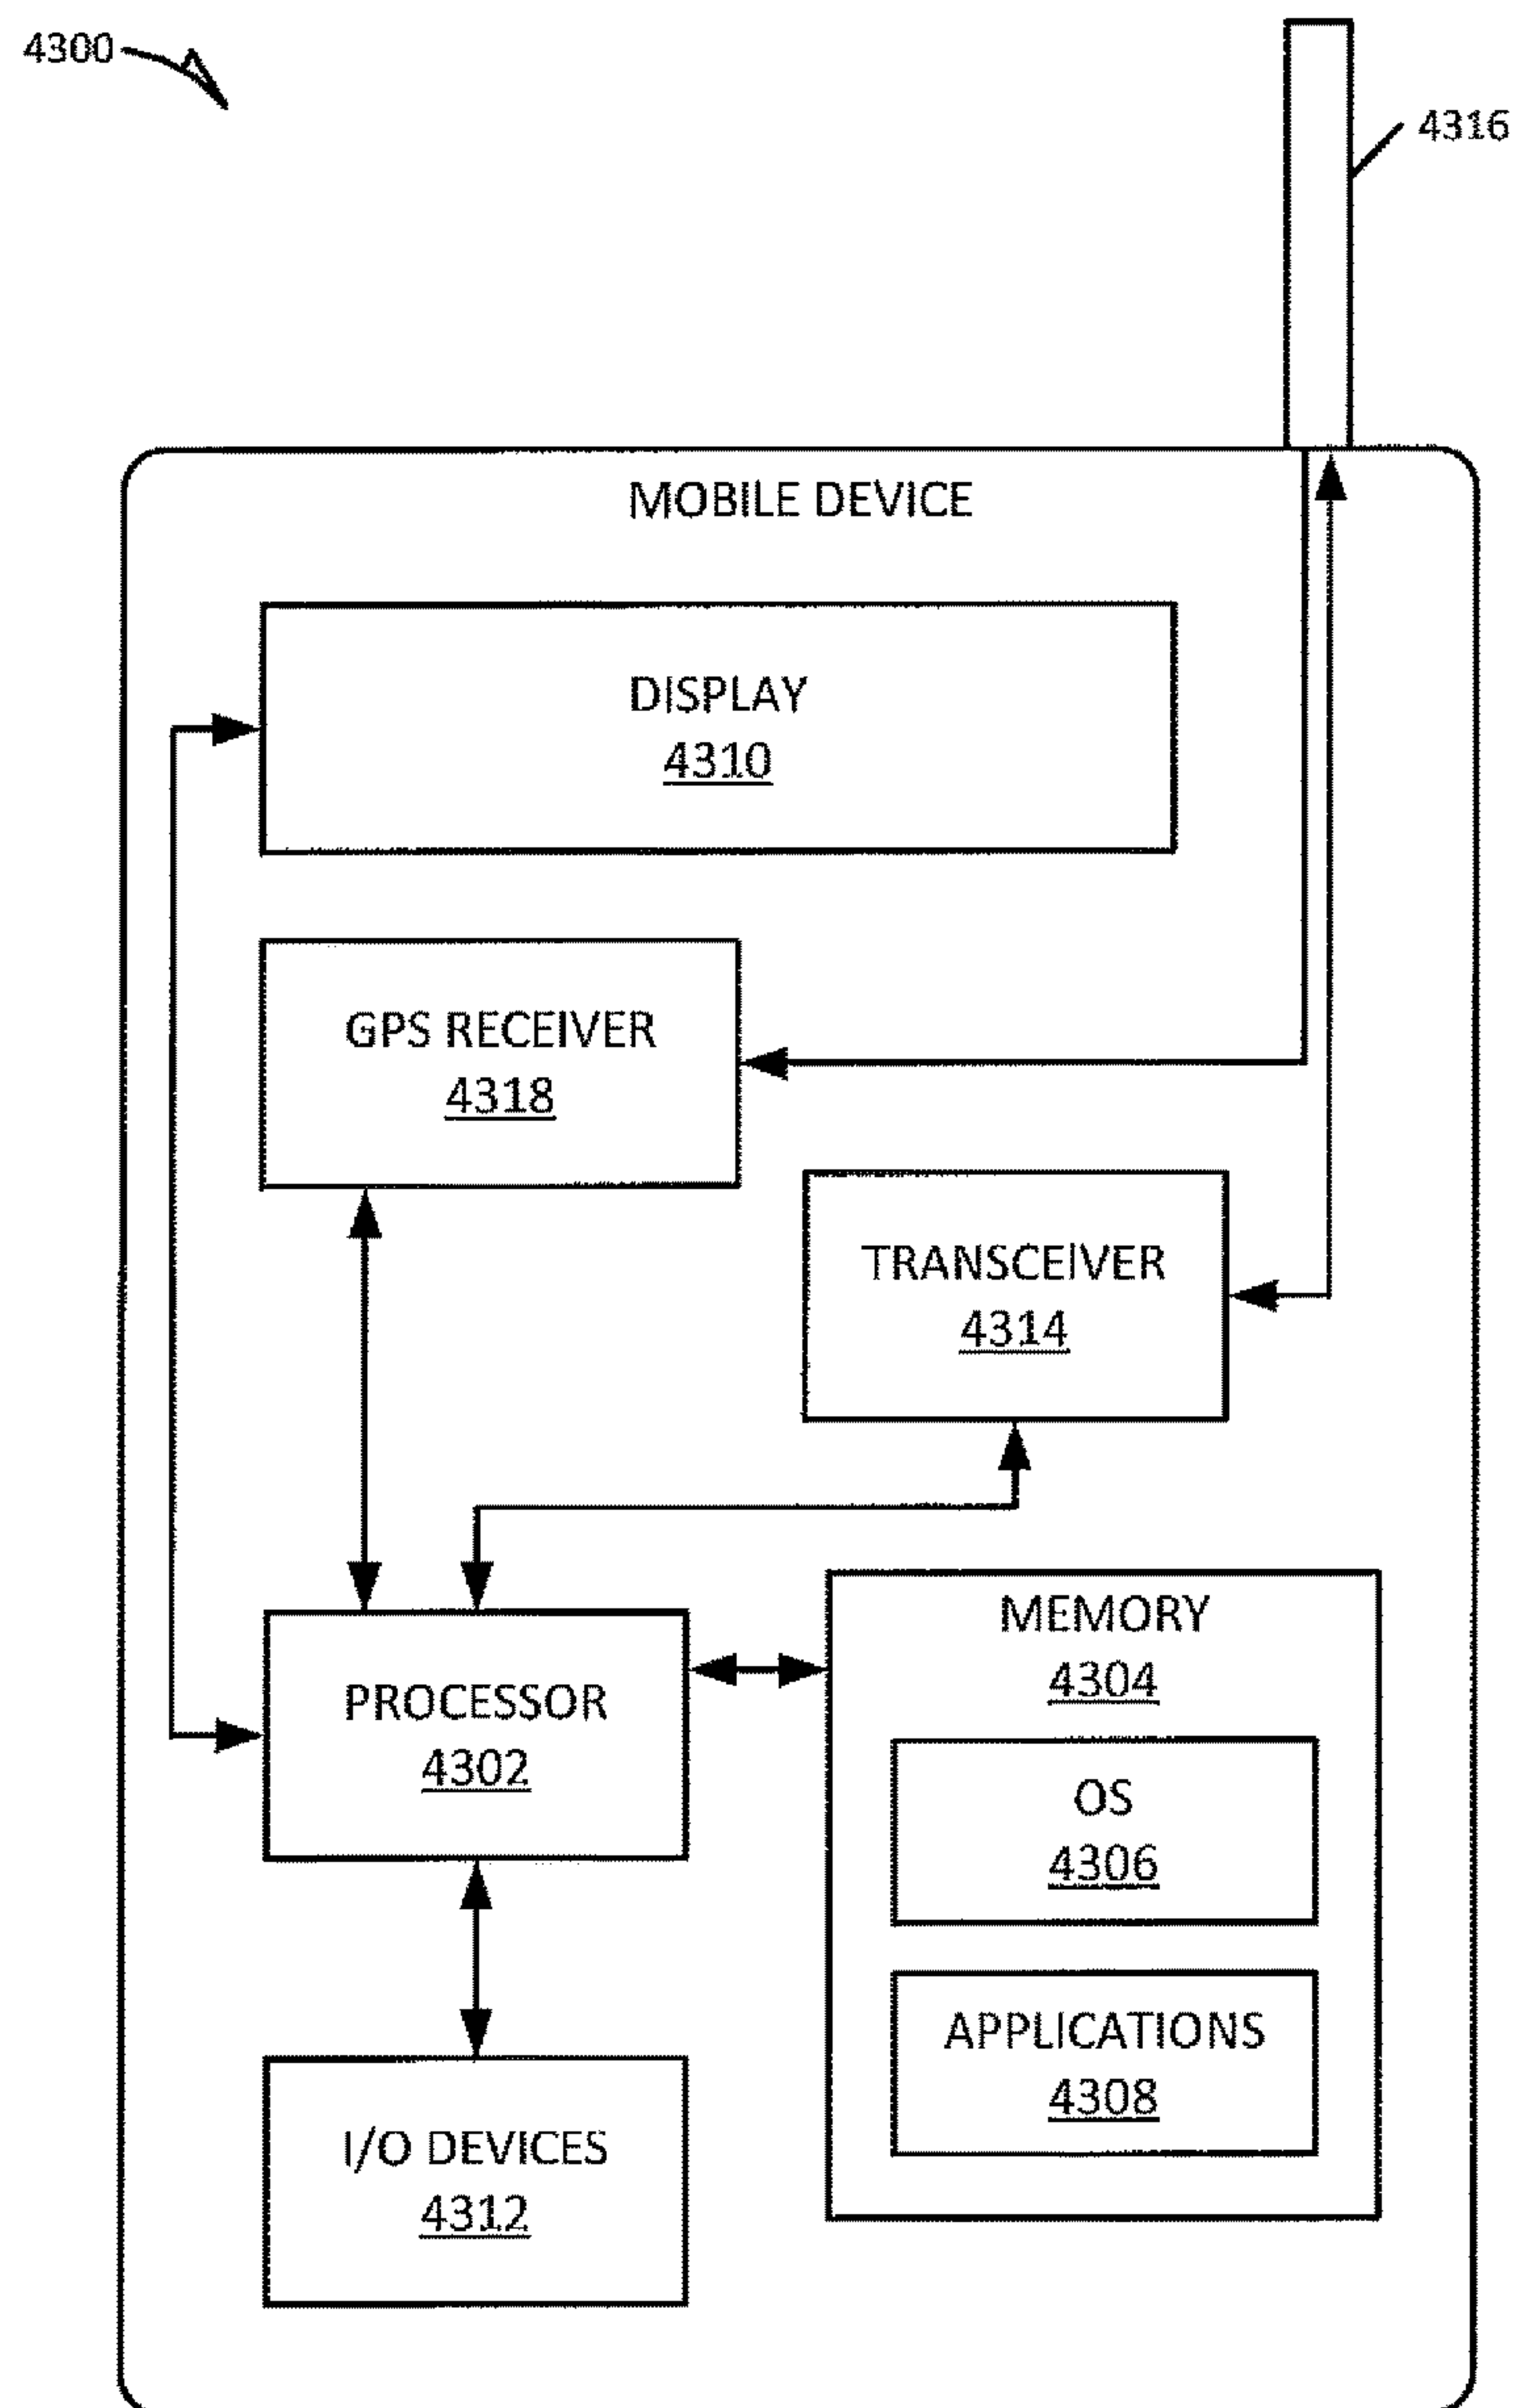 4300
4316
MOBILE DEVICE
DISPLAY
4310
GPS RECEIVER
4318
TRANSCEIVER
4314
MEMORY
4304
PROCESSOR
4302
OS
4306
APPLICATIONS
4308
I/O DEVICES
4312